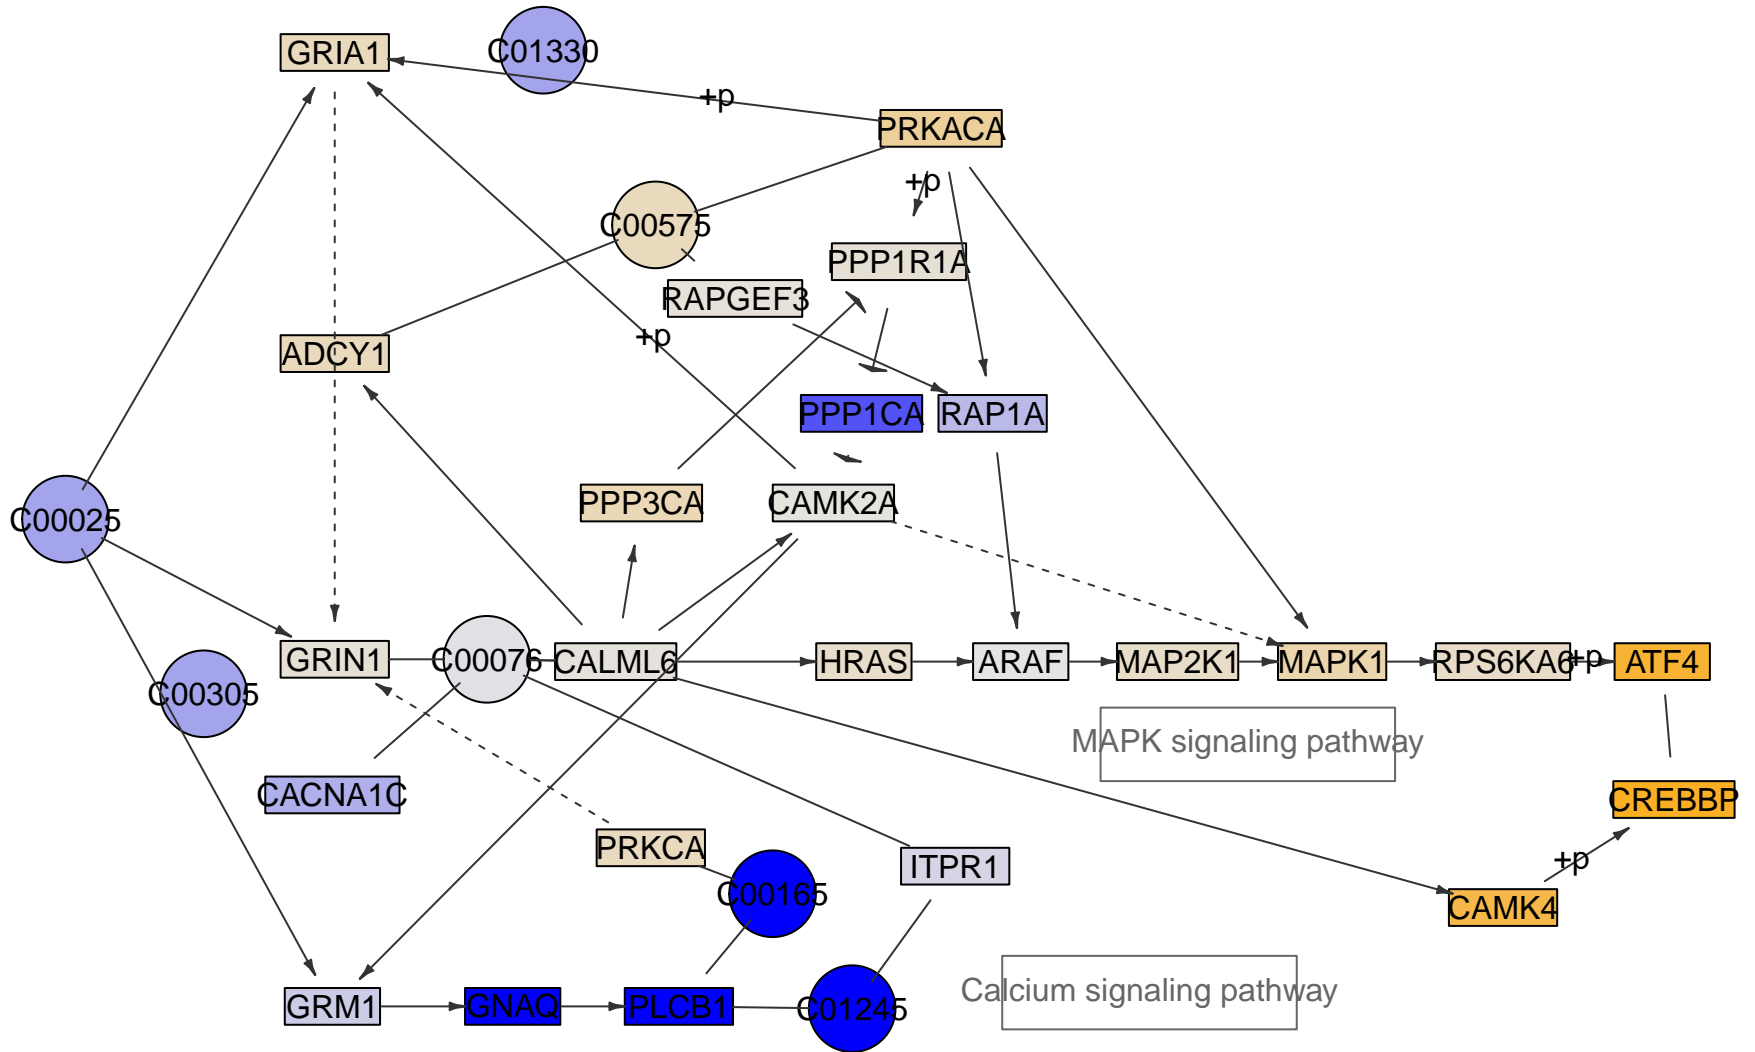 GRIA1
C01330
+p
PRKACA
+p
C00575
PPP1R1A
RAPGEF3
+p
ADCY1
PPP1CA
RAP1A
C00025
PPP3CA
CAMK2A
GRIN1
C00076
CALML6
HRAS
ARAF
MAP2K1
MAPK1
RPS6KA6
+p
ATF4
C00305
MAPK signaling pathway
CACNA1C
CREBBP
PRKCA
ITPR1
+p
C00165
CAMK4
Calcium signaling pathway
GRM1
GNAQ
PLCB1
C01245